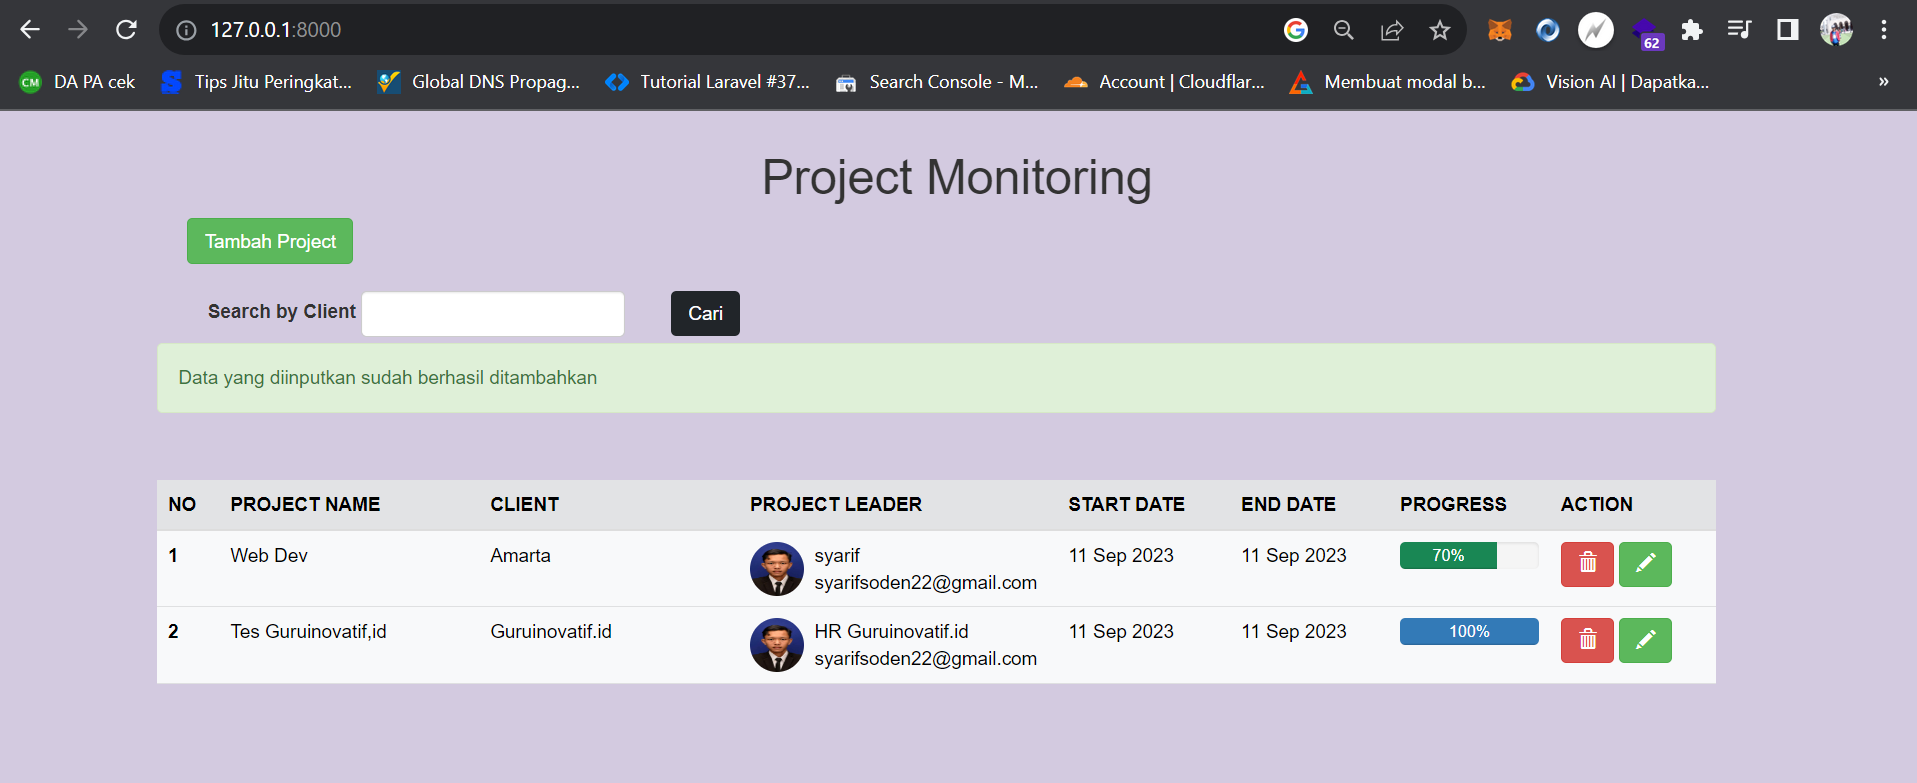 127.0.0.1:8000
62
CM DA PA cek Tips Jitu Peringkat... Global DNS Propag... Tutorial Laravel #37... Search Console - M... Account | Cloudflar... Membuat modal b... Vision AI | Dapatka... »
Project Monitoring
Tambah Project
Search by Client Cari
Data yang diinputkan sudah berhasil ditambahkan
NO PROJECT NAME CLIENT PROJECT LEADER START DATE END DATE PROGRESS ACTION
1 Web Dev Amarta syarif 11 Sep 2023 11 Sep 2023 70%
syarifsoden22@gmail.com
2 Tes Guruinovatif,id Guruinovatif.id HR Guruinovatif.id 11 Sep 2023 11 Sep 2023 100%
syarifsoden22@gmail.com